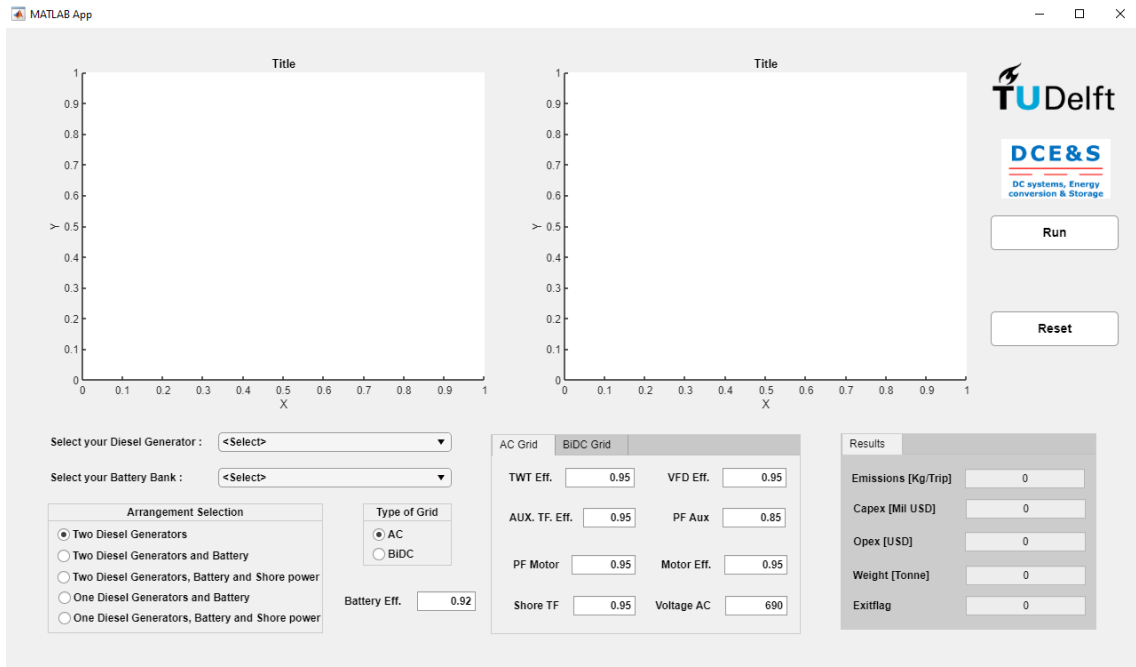 MATLAB App
Title
1
0.9
0.8
0.7
0.6
0.5
0.4
0.3
0.2
0.1
0
Y
0 0.1 0.2 0.3 0.4 0.5 0.6 0.7 0.8 0.9 1
X
Title
1
0.9
0.8
0.7
0.6
0.5
0.4
0.3
0.2
0.1
0
Y
0 0.1 0.2 0.3 0.4 0.5 0.6 0.7 0.8 0.9 1
X
TUDelft
DCE&S
DC systems, Energy
conversion & Storage
Run
Reset
Select your Diesel Generator : <Select>
Select your Battery Bank : <Select>
Arrangement Selection
Two Diesel Generators
Two Diesel Generators and Battery
Two Diesel Generators, Battery and Shore power
One Diesel Generators and Battery
One Diesel Generators, Battery and Shore power
Type of Grid
AC
BiDC
Battery Eff. 0.92
AC Grid BiDC Grid
TWT Eff. 0.95 VFD Eff. 0.95
AUX. TF. Eff. 0.95 PF Aux 0.85
PF Motor 0.95 Motor Eff. 0.95
Shore TF 0.95 Voltage AC 690
Results
Emissions [Kg/Trip] 0
Capex [Mil USD] 0
Opex [USD] 0
Weight [Tonne] 0
Exitflag 0